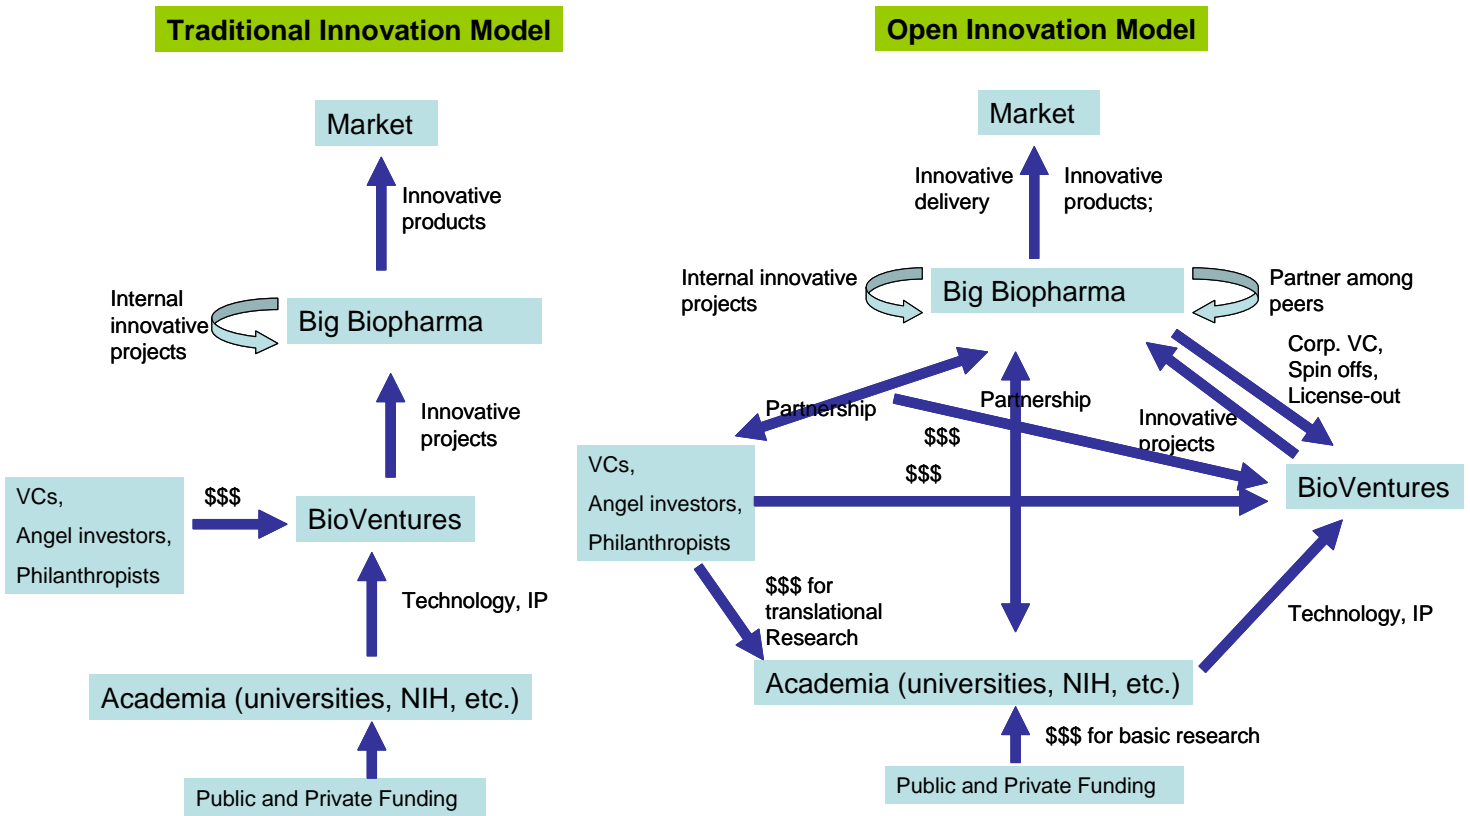 Traditional Innovation Model
Market
Innovative
products
Internal
innovative
projects
Big Biopharma
Innovative
projects
VCs,
Angel investors,
Philanthropists
$$$
BioVentures
Technology, IP
Academia (universities, NIH, etc.)
Public and Private Funding
Open Innovation Model
Market
Innovative
delivery
Innovative
products;
Internal innovative
projects
Big Biopharma
Partner among
peers
Corp. VC,
Spin offs,
License-out
Partnership
Partnership
Innovative
projects
$$$
$$$
VCs,
Angel investors,
Philanthropists
BioVentures
$$$ for
translational
Research
Technology, IP
Academia (universities, NIH, etc.)
$$$ for basic research
Public and Private Funding